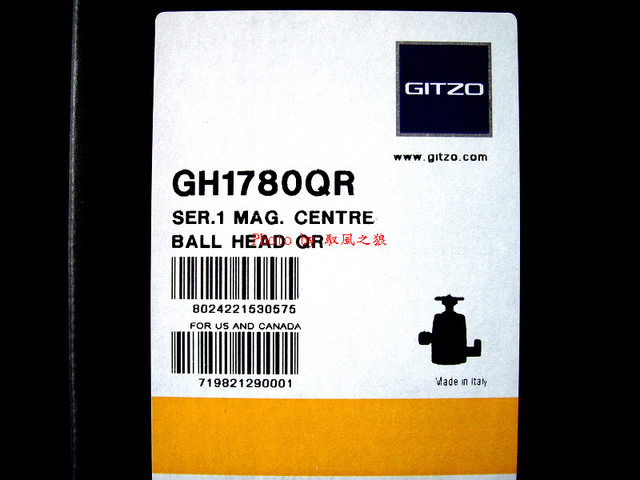 GITZO
www.gitzo.com
GH1780QR
SER.1 MAG. CENTRE
BALL HEAD QR
Photo by 馭風之狼
8024221530575
FOR US AND CANADA
719821290001
Made in Italy